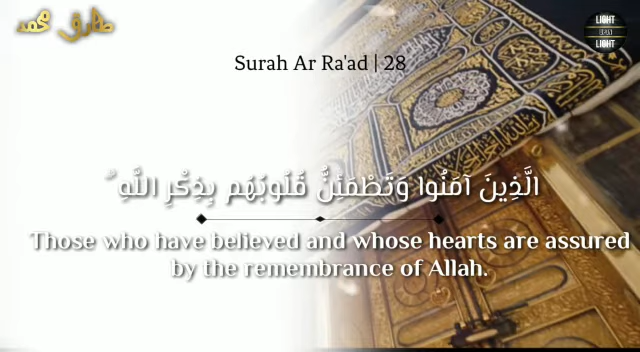 طارق محمد
LIGHT
UPON
LIGHT
Surah Ar Ra'ad | 28
الَّذِينَ آمَنُوا وَتَطْمَئِنُّ قُلُوبُهُم بِذِكْرِ اللَّهِ ۗ
Those who have believed and whose hearts are assured
by the remembrance of Allah.